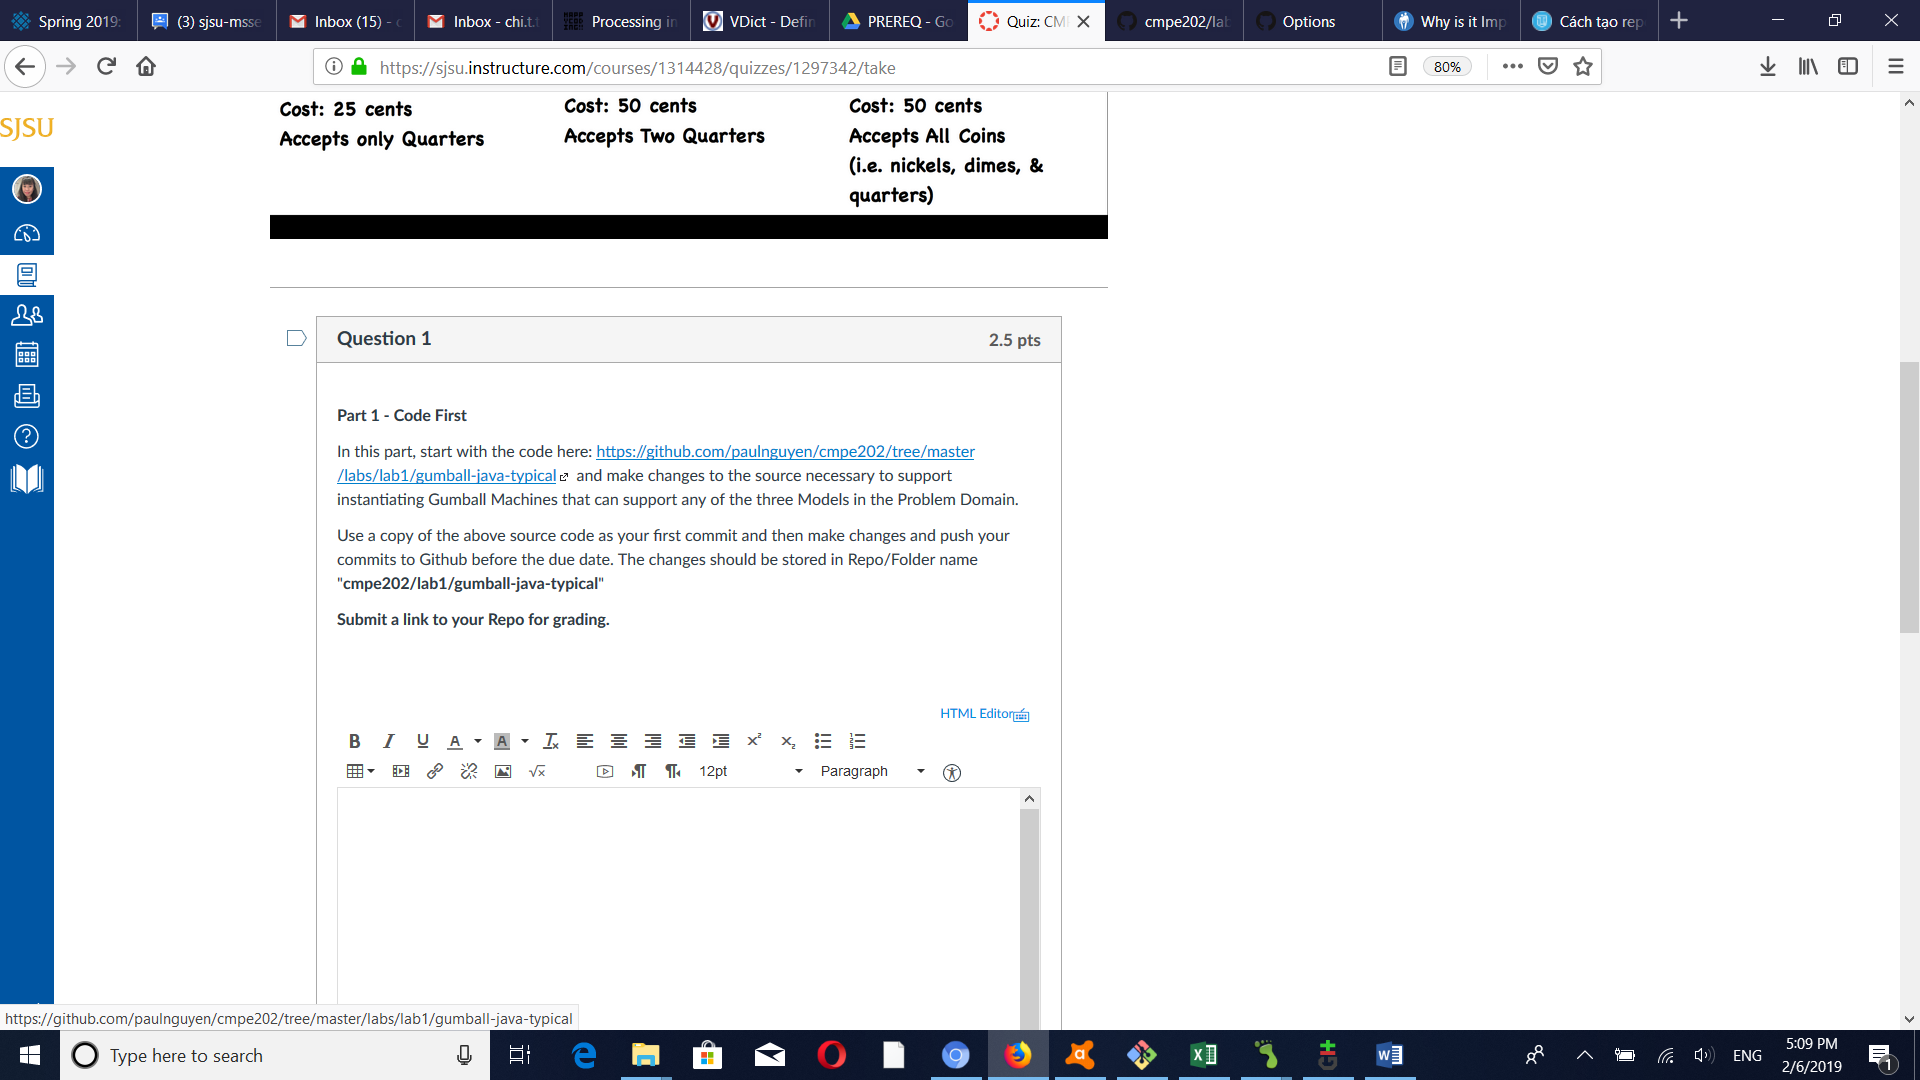 Spring 2019:
(3) sjsu-msse
Inbox (15) - c
Inbox - chi.t.t
Processing in
VDict - Defin
PREREQ - Go
Quiz: CM
cmpe202/lab
Options
Why is it Imp
Cách tạo rep
https://sjsu.instructure.com/courses/1314428/quizzes/1297342/take
80%
SJSU
Cost: 25 cents
Accepts only Quarters
Cost: 50 cents
Accepts Two Quarters
Cost: 50 cents
Accepts All Coins
(i.e. nickels, dimes, &
quarters)
Question 1
2.5 pts
Part 1 - Code First
In this part, start with the code here: https://github.com/paulnguyen/cmpe202/tree/master
/labs/lab1/gumball-java-typical and make changes to the source necessary to support
instantiating Gumball Machines that can support any of the three Models in the Problem Domain.
Use a copy of the above source code as your first commit and then make changes and push your
commits to Github before the due date. The changes should be stored in Repo/Folder name
"cmpe202/lab1/gumball-java-typical"
Submit a link to your Repo for grading.
HTML Editor
12pt
Paragraph
https://github.com/paulnguyen/cmpe202/tree/master/labs/lab1/gumball-java-typical
Type here to search
ENG
5:09 PM
2/6/2019
1